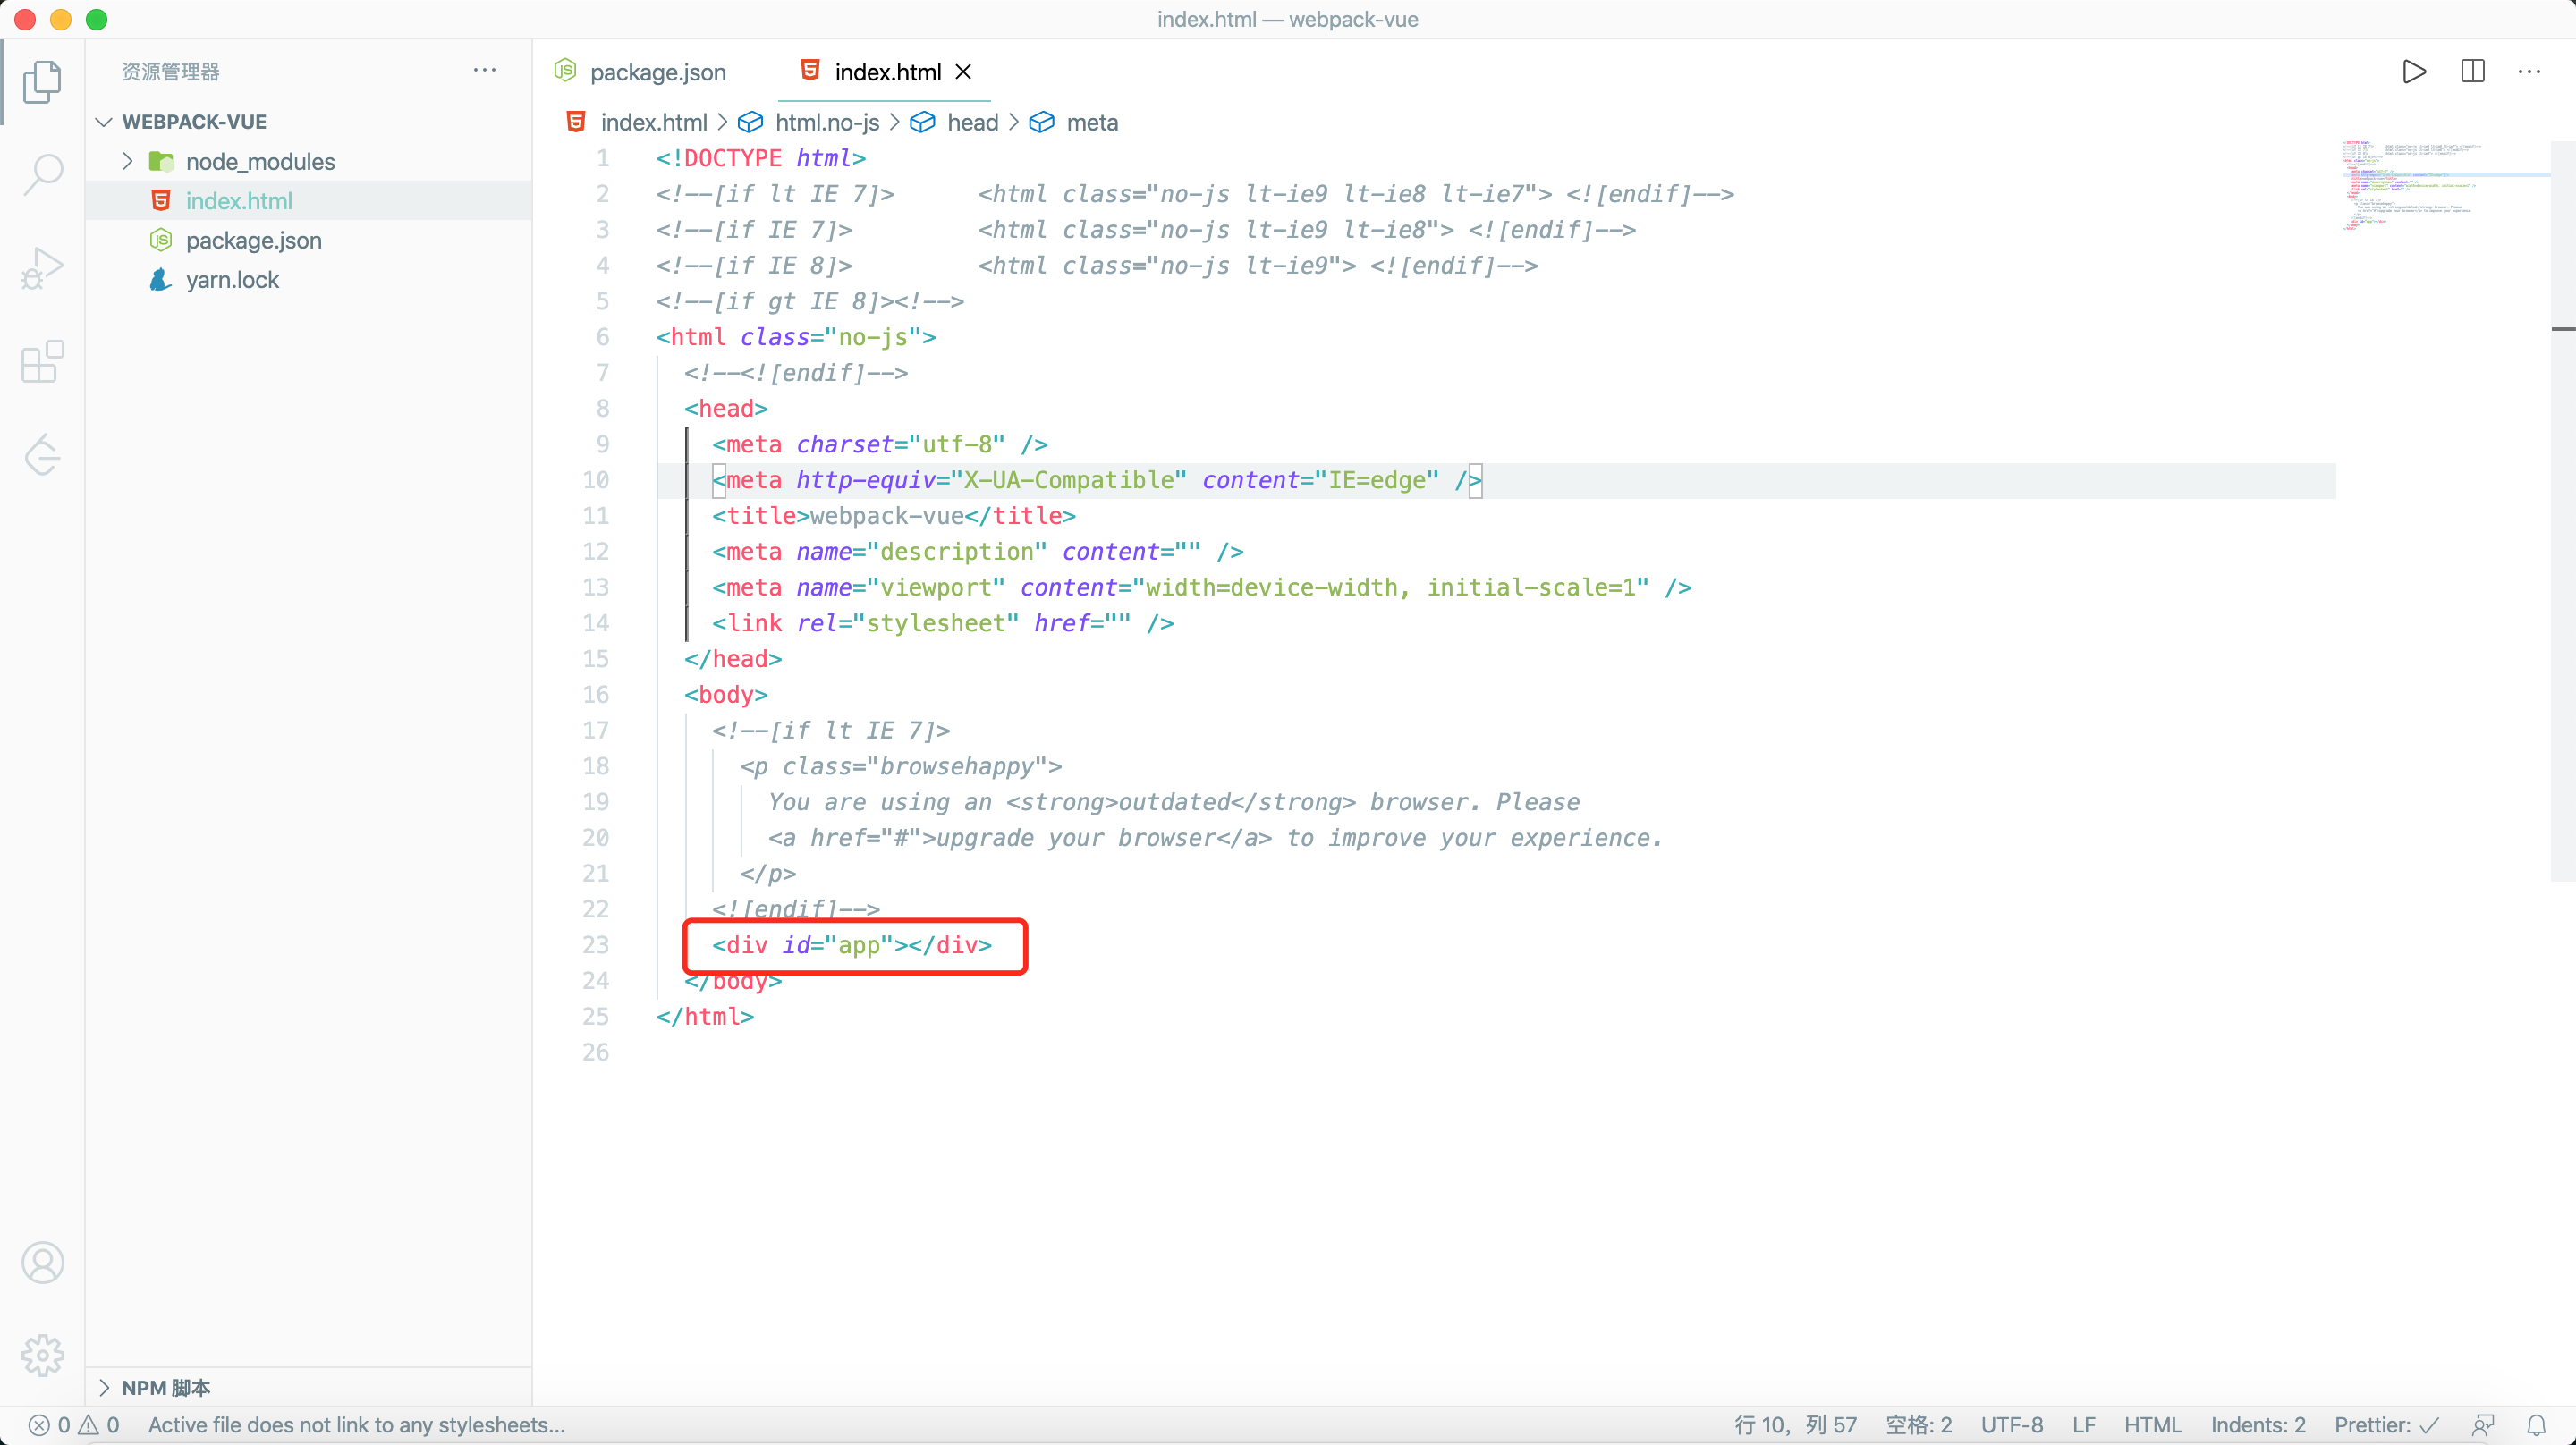 index.html — webpack-vue
资源管理器
WEBPACK-VUE
node_modules
index.html
package.json
yarn.lock
NPM 脚本
package.json
index.html
index.html > html.no-js > head > meta
1 <!DOCTYPE html>
2 <!--[if lt IE 7]>      <html class="no-js lt-ie9 lt-ie8 lt-ie7"> <![endif]-->
3 <!--[if IE 7]>         <html class="no-js lt-ie9 lt-ie8"> <![endif]-->
4 <!--[if IE 8]>         <html class="no-js lt-ie9"> <![endif]-->
5 <!--[if gt IE 8]><!-->
6 <html class="no-js">
7   <!--<![endif]-->
8   <head>
9     <meta charset="utf-8" />
10     <meta http-equiv="X-UA-Compatible" content="IE=edge" />
11     <title>webpack-vue</title>
12     <meta name="description" content="" />
13     <meta name="viewport" content="width=device-width, initial-scale=1" />
14     <link rel="stylesheet" href="" />
15   </head>
16   <body>
17     <!--[if lt IE 7]>
18       <p class="browsehappy">
19         You are using an <strong>outdated</strong> browser. Please
20         <a href="#">upgrade your browser</a> to improve your experience.
21       </p>
22     <![endif]-->
23     <div id="app"></div>
24   </body>
25 </html>
26
0 0 Active file does not link to any stylesheets... 行 10，列 57 空格: 2 UTF-8 LF HTML Indents: 2 Prettier: ✓